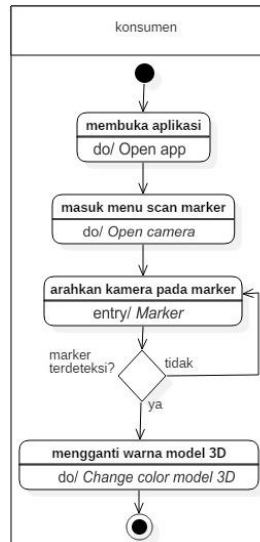 konsumen
membuka aplikasi
do/ Open app
masuk menu scan marker
do/ Open camera
arahkan kamera pada marker
entry/ Marker
marker
terdeteksi?
tidak
ya
mengganti warna model 3D
do/ Change color model 3D